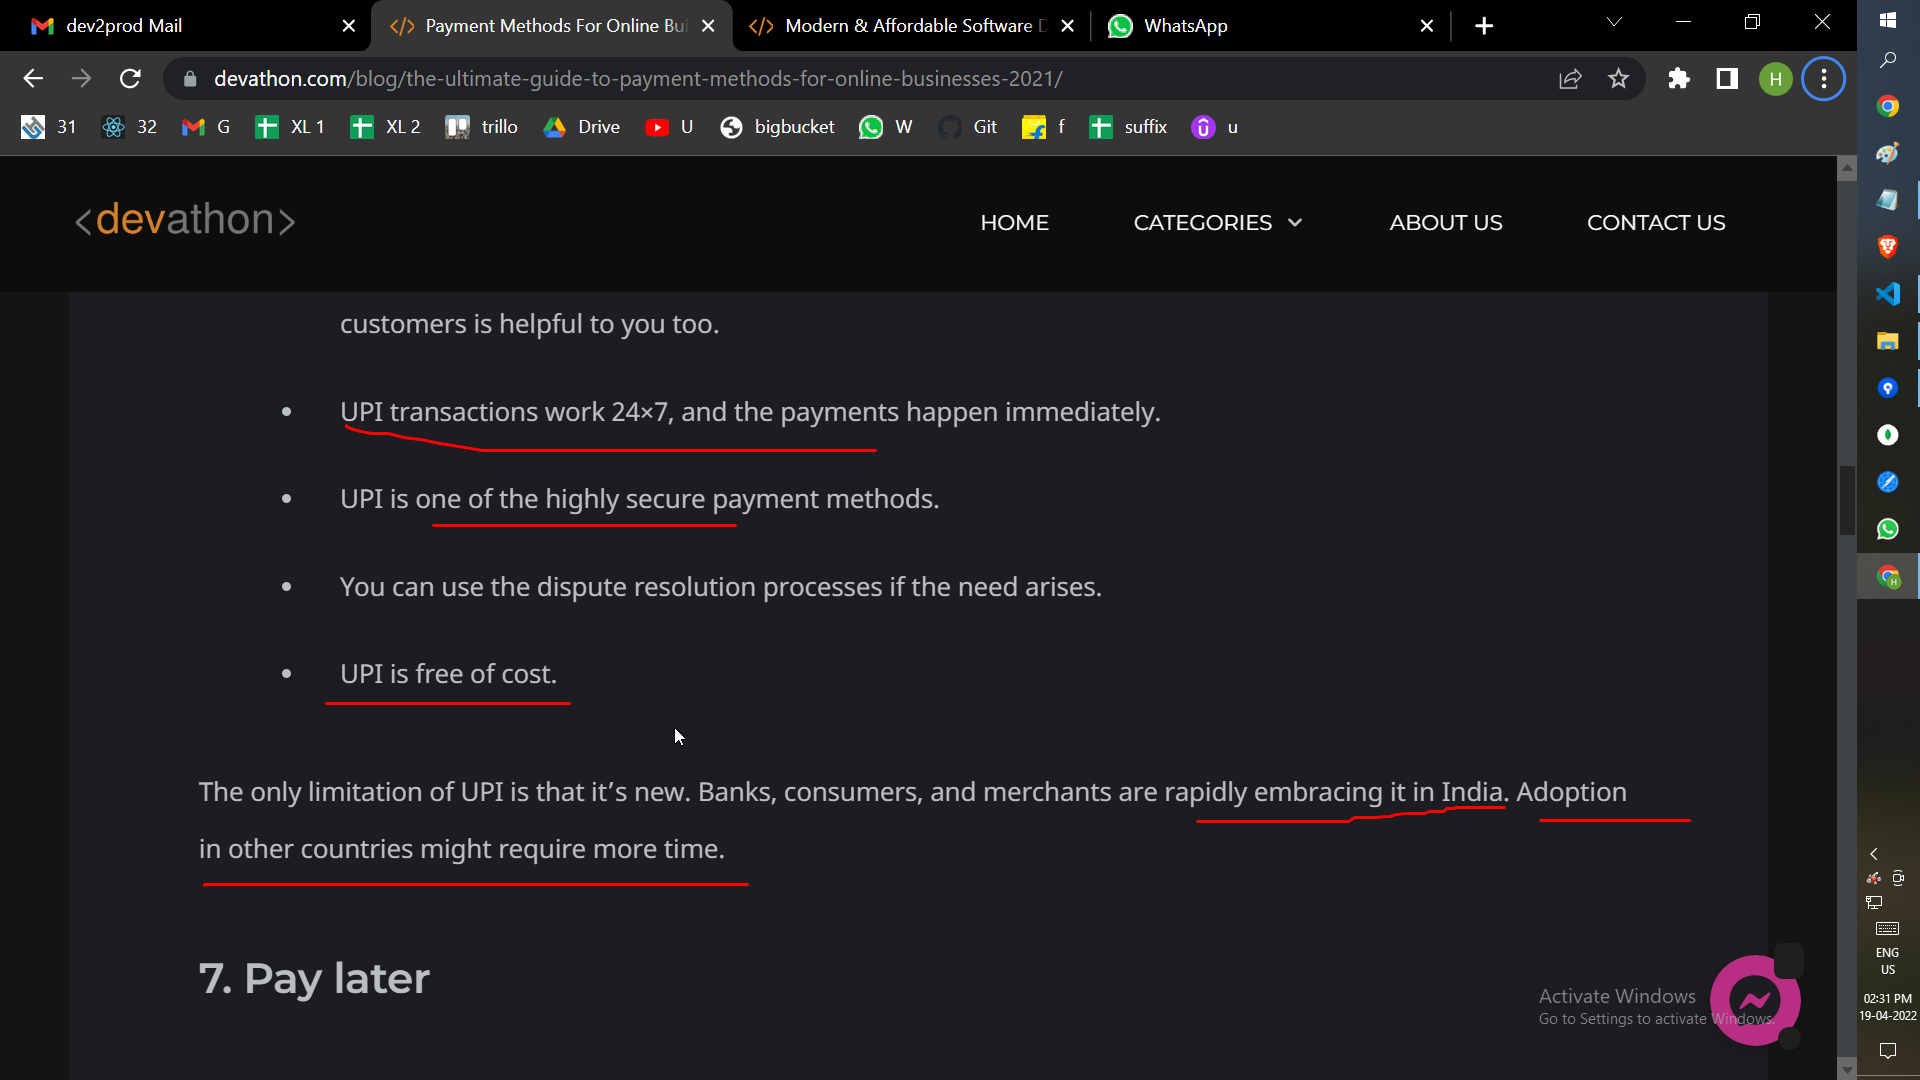 dev2prod Mail
Payment Methods For Online Bu
Modern & Affordable Software D
WhatsApp
devathon.com/blog/the-ultimate-guide-to-payment-methods-for-online-businesses-2021/
H
31 32 G XL 1 XL 2 trillo Drive U bigbucket W Git f suffix u
<devathon>
HOME CATEGORIES ABOUT US CONTACT US
customers is helpful to you too.
• UPI transactions work 24×7, and the payments happen immediately.
• UPI is one of the highly secure payment methods.
• You can use the dispute resolution processes if the need arises.
• UPI is free of cost.
The only limitation of UPI is that it’s new. Banks, consumers, and merchants are rapidly embracing it in India. Adoption
in other countries might require more time.
7. Pay later
Activate Windows
Go to Settings to activate Windows.
ENG
US
02:31 PM
19-04-2022